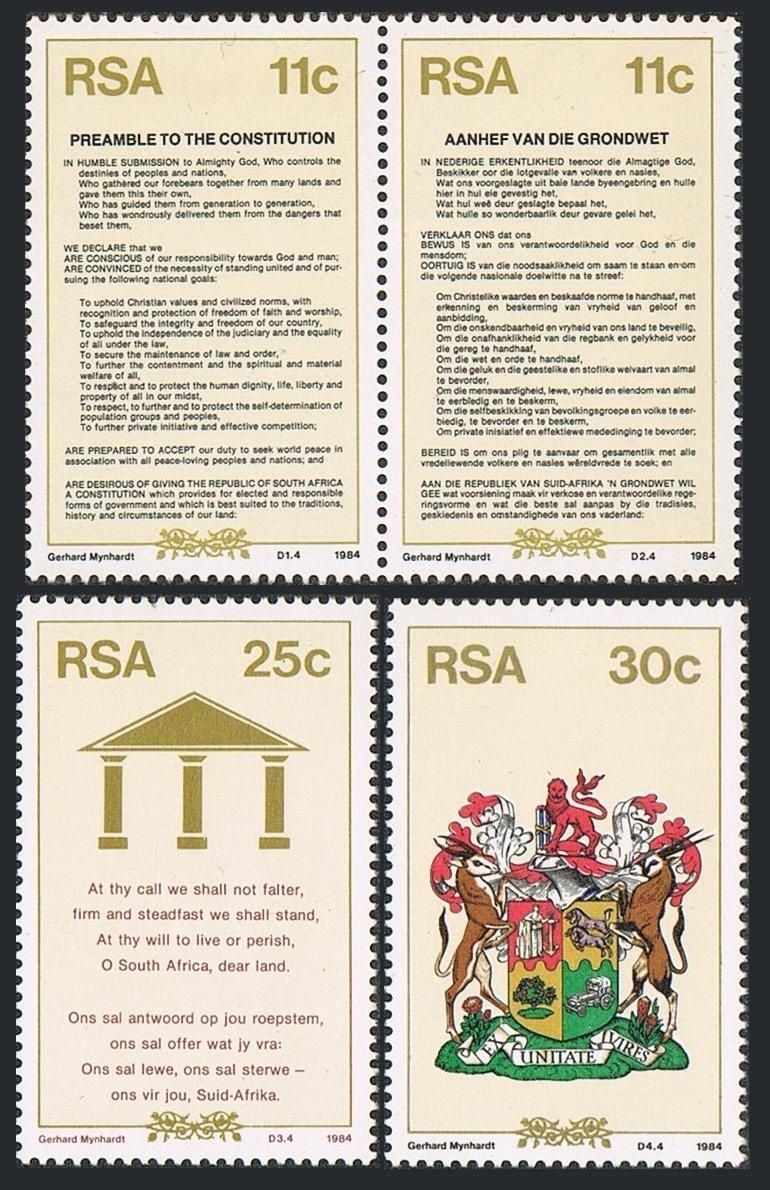 RSA 11c
PREAMBLE TO THE CONSTITUTION
IN HUMBLE SUBMISSION to Almighty God, Who controls the
destinies of peoples and nations,
Who gathered our forebears together from many lands and
gave them this their own,
Who has guided them from generation to generation,
Who has wondrously delivered them from the dangers that
beset them,
WE DECLARE that we
ARE CONSCIOUS of our responsibility towards God and man;
ARE CONVINCED of the necessity of standing united and of pur-
suing the following national goals:
To uphold Christian values and civilized norms, with
recognition and protection of freedom of faith and worship,
To safeguard the integrity and freedom of our country,
To uphold the independence of the judiciary and the equality
of all under the law,
To secure the maintenance of law and order,
To further the contentment and the spiritual and material
welfare of all,
To respect and to protect the human dignity, life, liberty and
property of all in our midst,
To respect, to further and to protect the self-determination of
population groups and peoples,
To further private initiative and effective competition;
ARE PREPARED TO ACCEPT our duty to seek world peace in
association with all peace-loving peoples and nations; and
ARE DESIROUS OF GIVING THE REPUBLIC OF SOUTH AFRICA
A CONSTITUTION which provides for elected and responsible
forms of government and which is best suited to the traditions,
history and circumstances of our land:
Gerhard Mynhardt D1.4 1984
RSA 11c
AANHEF VAN DIE GRONDWET
IN NEDERIGE ERKENTLIKHEID teenoor die Almagtige God,
Beskikker oor die lotgevalle van volkere en nasies,
Wat ons voorgeslagte uit baie lande byeengebring en hulle
hier in hul eie gevestig het,
Wat hul weë deur geslagte bepaal het,
Wat hulle so wonderbaarlik deur gevare gelei het,
VERKLAAR ONS dat ons
BEWUS IS van ons verantwoordelikheid voor God en die
mensdom;
OORTUIG IS van die noodsaaklikheid om saam te staan en om
die volgende nasionale doelwitte na te streef:
Om Christelike waardes en beskaafde norme te handhaaf, met
erkenning en beskerming van vryheid van geloof en
aanbidding,
Om die onskendbaarheid en vryheid van ons land te beveilig,
Om die onafhanklikheid van die regbank en gelykheid voor
die gereg te handhaaf,
Om die wet en orde te handhaaf,
Om die geluk en die geestelike en stoflike welvaart van almal
te bevorder,
Om die menswaardigheid, lewe, vryheid en eiendom van almal
te eerbiedig en te beskerm,
Om die selfbeskikking van bevolkingsgroepe en volke te eer-
biedig, te bevorder en te beskerm,
Om private inisiatief en effektiewe mededinging te bevorder;
BEREID IS om ons plig te aanvaar om gesamentlik met alle
vredeliewende volkere en nasies wêreldvrede te soek; en
AAN DIE REPUBLIEK VAN SUID-AFRIKA 'N GRONDWET WIL
GEE wat voorsiening maak vir verkose en verantwoordelike rege-
ringsvorme en wat die beste sal aanpas by die tradisies,
geskiedenis en omstandighede van ons vaderland:
Gerhard Mynhardt D2.4 1984
RSA 25c
At thy call we shall not falter,
firm and steadfast we shall stand,
At thy will to live or perish,
O South Africa, dear land.
Ons sal antwoord op jou roepstem,
ons sal offer wat jy vra:
Ons sal lewe, ons sal sterwe –
ons vir jou, Suid-Afrika.
Gerhard Mynhardt D3.4 1984
RSA 30c
EX UNITATE VIRES
Gerhard Mynhardt D4.4 1984